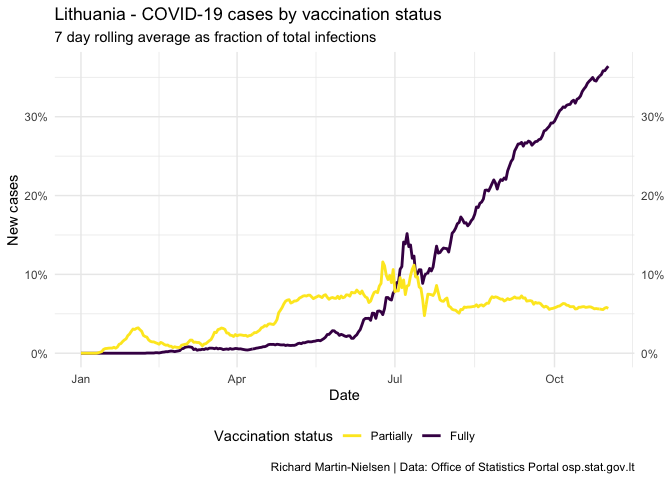 Lithuania - COVID-19 cases by vaccination status
7 day rolling average as fraction of total infections
New cases
30%
30%
20%
20%
10%
10%
0%
0%
Jan
Apr
Jul
Oct
Date
Vaccination status
Partially
Fully
Richard Martin-Nielsen | Data: Office of Statistics Portal osp.stat.gov.lt